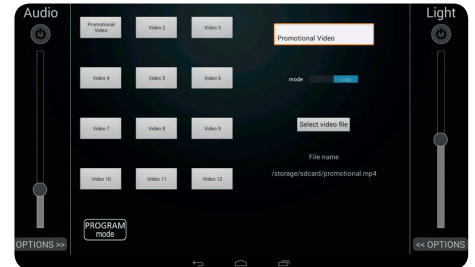 Audio
Light
Promotional
Video
Video 2
Video 3
Promotional Video
Video 4
Video 5
Video 6
mode
Loop
Video 7
Video 8
Video 9
Select video file
File name
Video 10
Video 11
Video 12
/storage/sdcard/promotional.mp4
PROGRAM
mode
OPTIONS >>
<< OPTIONS